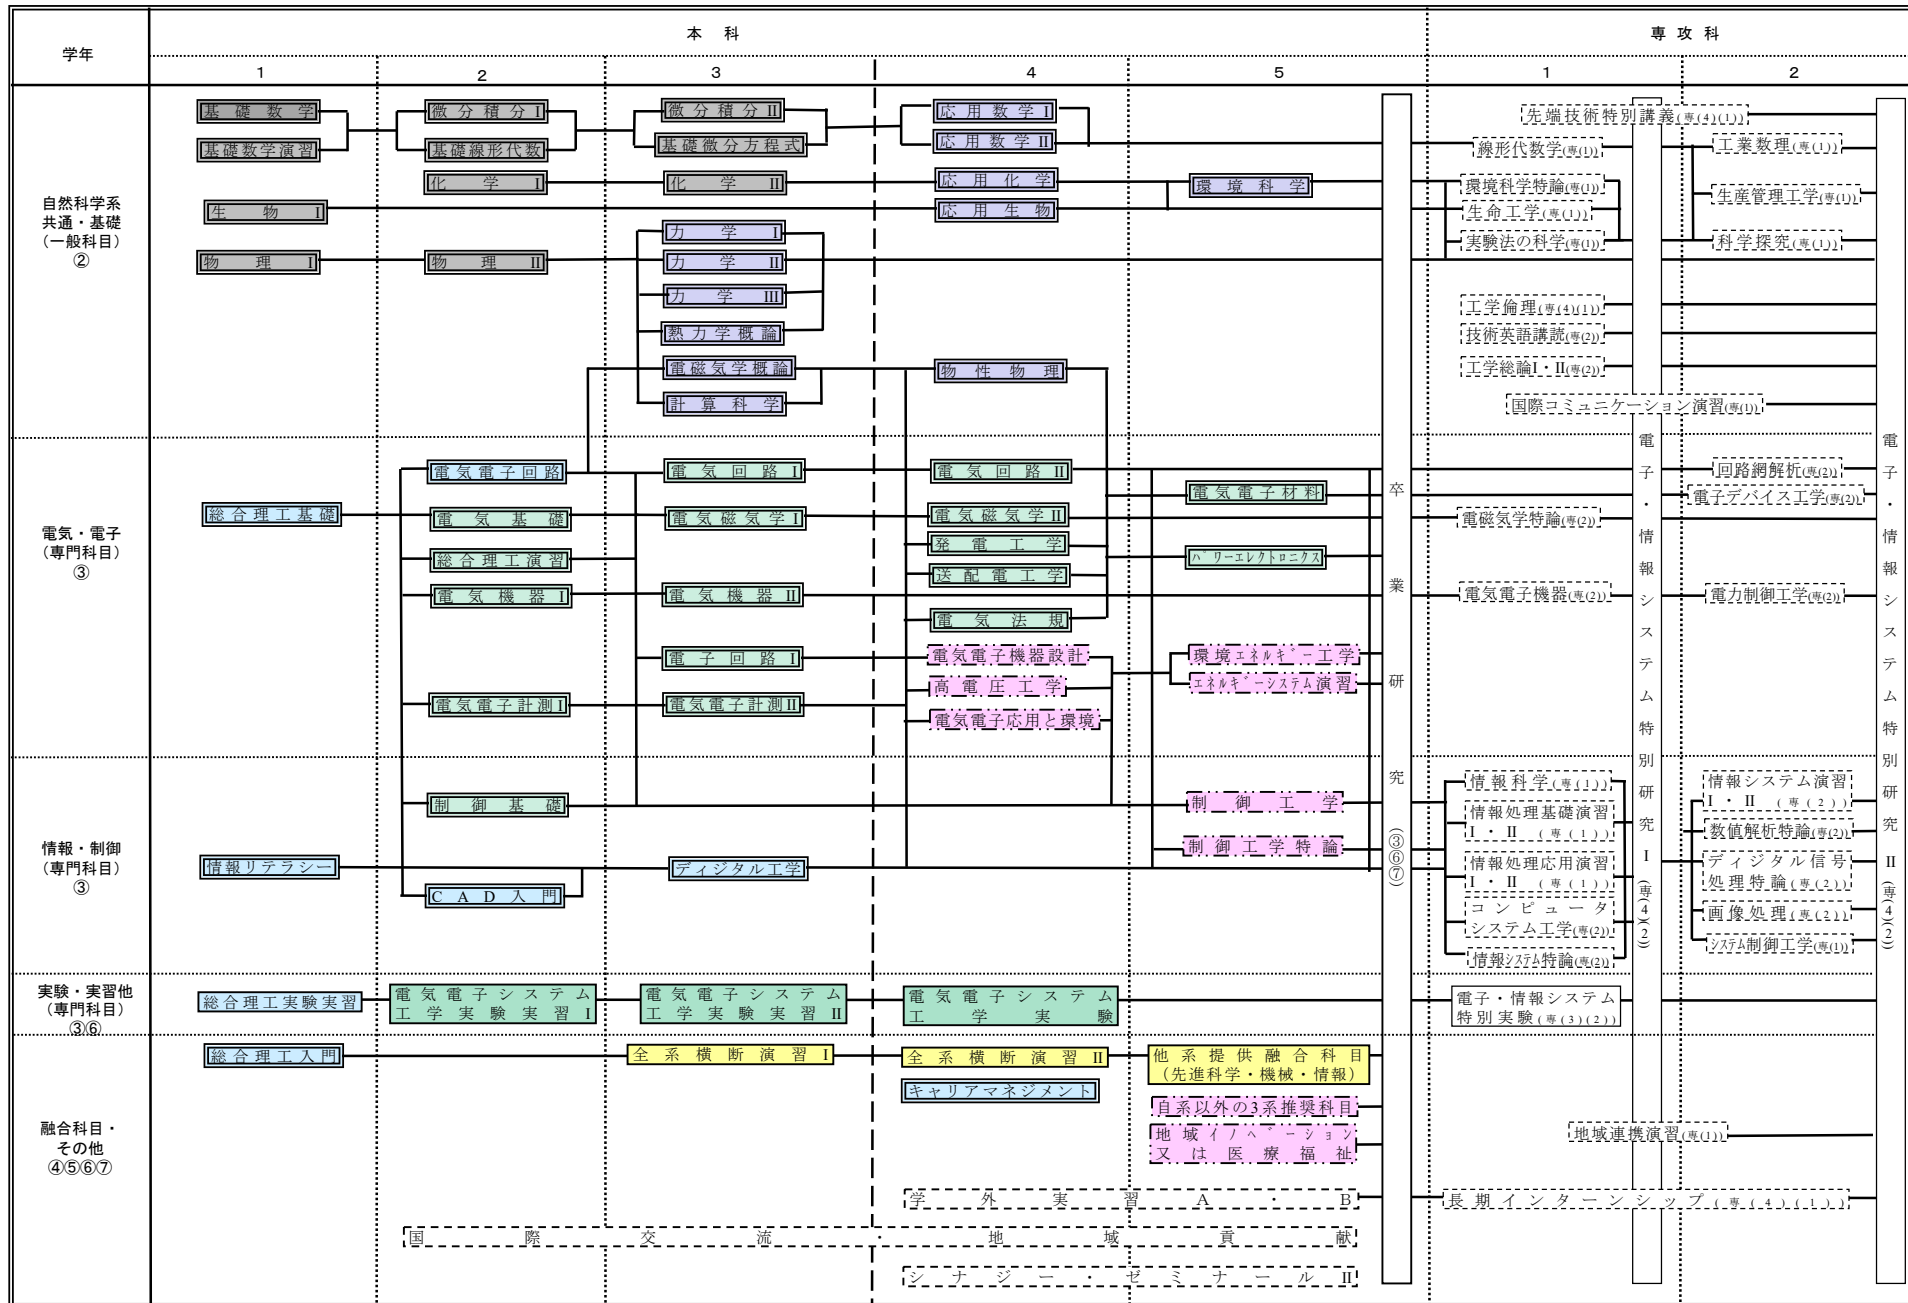 学年
本科
専攻科
1
2
3
4
5
1
2
自然科学系
共通・基礎
(一般科目)
②
基礎数学
微分積分I
微分積分II
応用数学I
先端技術特別講義(専(4)(1))
基礎数学演習
基礎線形代数
基礎微分方程式
応用数学II
線形代数学(専(1))
工業数理(専(1))
化学I
化学II
応用化学
環境科学
環境科学特論(専(1))
生産管理工学(専(1))
生物I
応用生物
生命工学(専(1))
力学I
実験法の科学(専(1))
科学探究(専(1))
物理I
物理II
力学II
力学III
工学倫理(専(4)(1))
熱力学概論
技術英語講読(専(2))
電磁気学概論
物性物理
工学総論I・II(専(2))
計算科学
国際コミュニケーション演習(専(1))
電気・電子
(専門科目)
③
電気電子回路
電気回路I
電気回路II
回路網解析(専(2))
電気電子材料
電子デバイス工学(専(2))
総合理工基礎
電気基礎
電気磁気学I
電気磁気学II
電磁気学特論(専(2))
発電工学
総合理工演習
パワーエレクトロニクス
送配電工学
電気機器I
電気機器II
電気電子機器(専(2))
電力制御工学(専(2))
電気法規
電子回路I
電気電子機器設計
環境エネルギー工学
高電圧工学
エネルギーシステム演習
電気電子計測I
電気電子計測II
電気電子応用と環境
卒業研究(③⑥⑦)
電子・情報システム特別研究I(専(4)(2))
電子・情報システム特別研究II(専(4)(2))
情報・制御
(専門科目)
③
制御基礎
制御工学
情報科学(専(1))
情報システム演習
I・II(専(2))
情報処理基礎演習
I・II(専(1))
数値解析特論(専(2))
制御工学特論
情報リテラシー
ディジタル工学
情報処理応用演習
I・II(専(1))
ディジタル信号
処理特論(専(2))
CAD入門
コンピュータ
システム工学(専(2))
画像処理(専(2))
システム制御工学(専(1))
情報システム特論(専(2))
実験・実習他
(専門科目)
③⑥
総合理工実験実習
電気電子システム
工学実験実習I
電気電子システム
工学実験実習II
電気電子システム
工学実験
電子・情報システム
特別実験(専(3)(2))
融合科目・
その他
④⑤⑥⑦
総合理工入門
全系横断演習I
全系横断演習II
他系提供融合科目
(先進科学・機械・情報)
キャリアマネジメント
自系以外の3系推奨科目
地域イノベーション
又は医療福祉
地域連携演習(専(1))
学外実習A・B
長期インターンシップ(専(4)(1))
国際交流・地域貢献
シナジー・ゼミナールII